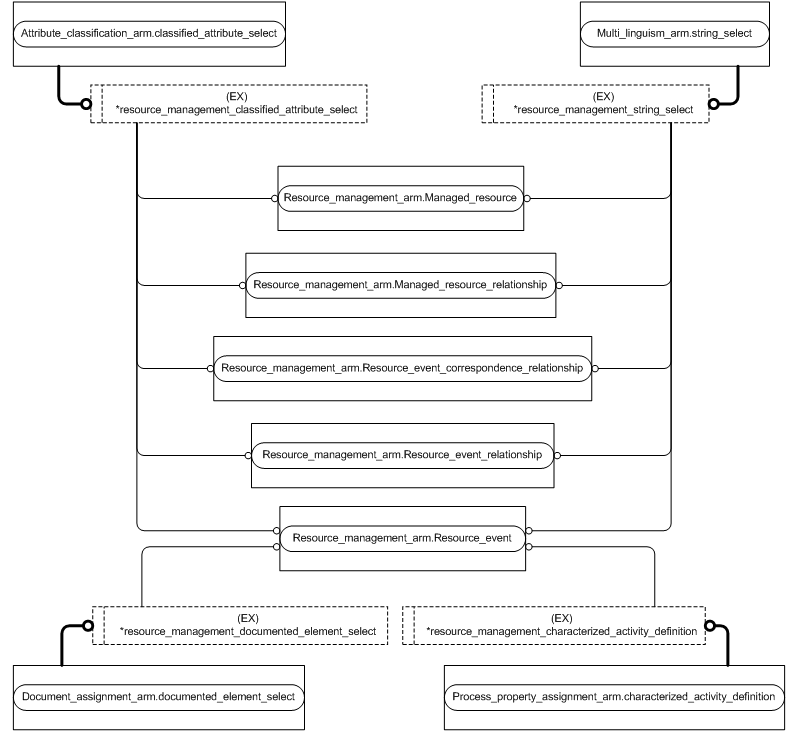 Attribute_classification_arm.classified_attribute_select
Multi_linguism_arm.string_select
(EX)
*resource_management_classified_attribute_select
(EX)
*resource_management_string_select
Resource_management_arm.Managed_resource
Resource_management_arm.Managed_resource_relationship
Resource_management_arm.Resource_event_correspondence_relationship
Resource_management_arm.Resource_event_relationship
Resource_management_arm.Resource_event
(EX)
*resource_management_documented_element_select
(EX)
*resource_management_characterized_activity_definition
Document_assignment_arm.documented_element_select
Process_property_assignment_arm.characterized_activity_definition